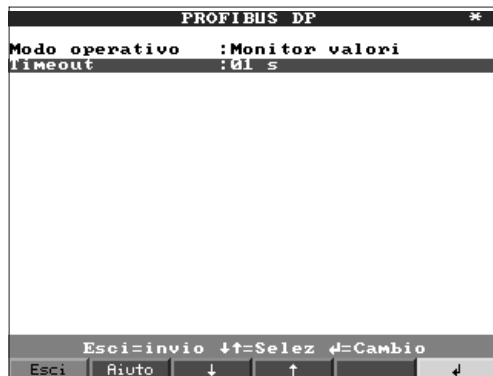 PROFIBUS DP *
Modo operativo :Monitor valori
Timeout :01 s
Esci=invio ↓↑=Selez ↲=Cambio
Esci Aiuto ↓ ↑ ↲